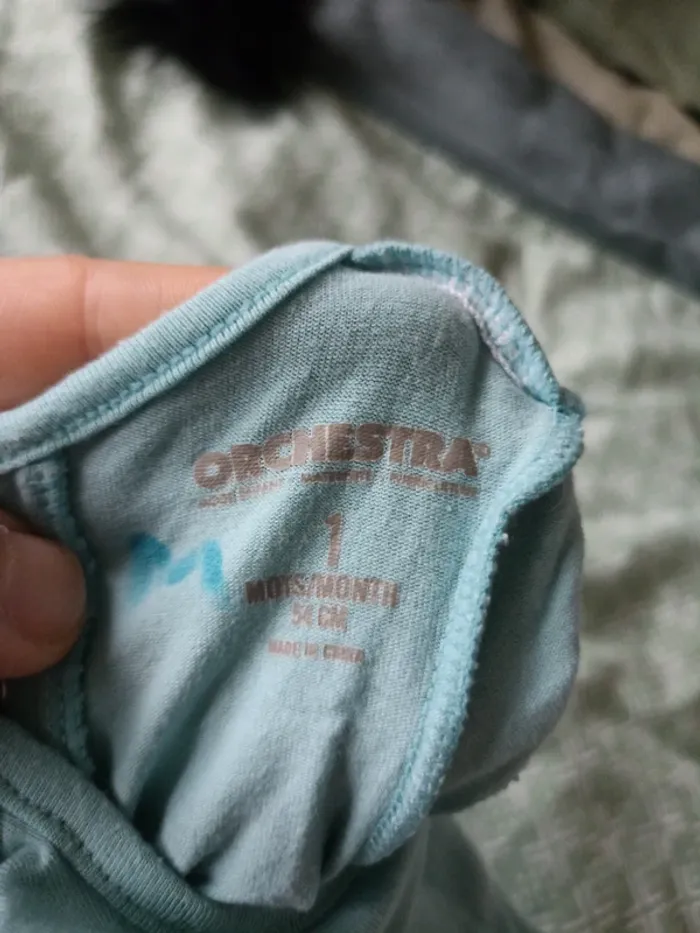 ORCHESTRA®
M
1
MOIS/MONTH
54 CM
MADE IN CHINA